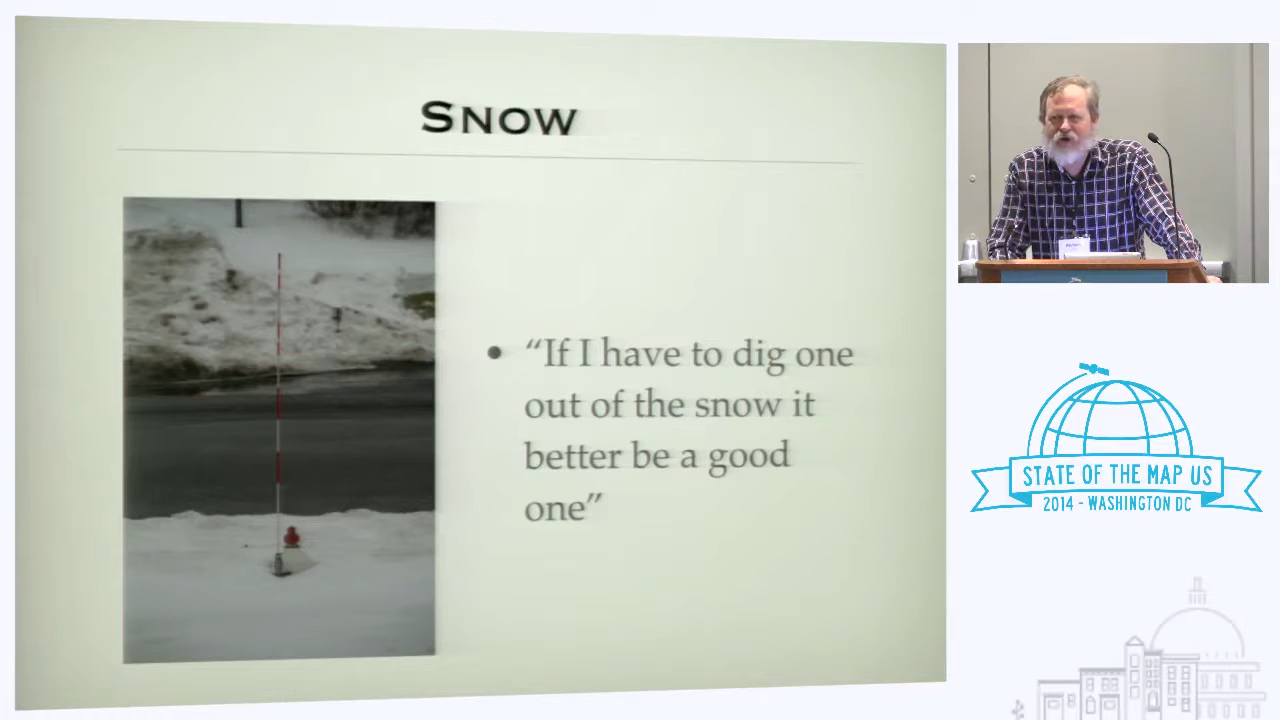 SNOW
• “If I have to dig one
out of the snow it
better be a good
one”
STATE OF THE MAP US
2014 - WASHINGTON DC